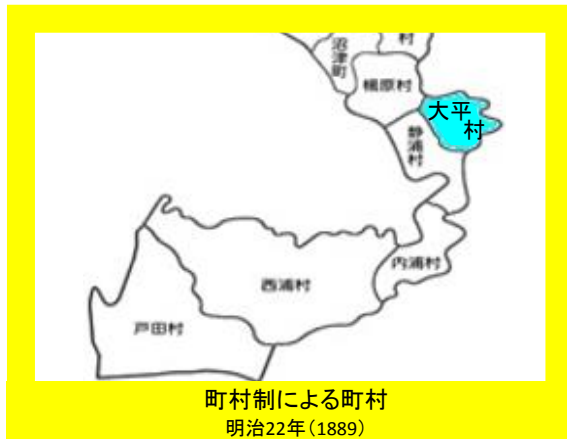 村
沼津町
楊原村
大平村
静浦村
内浦村
西浦村
戸田村
町村制による町村
明治22年(1889)